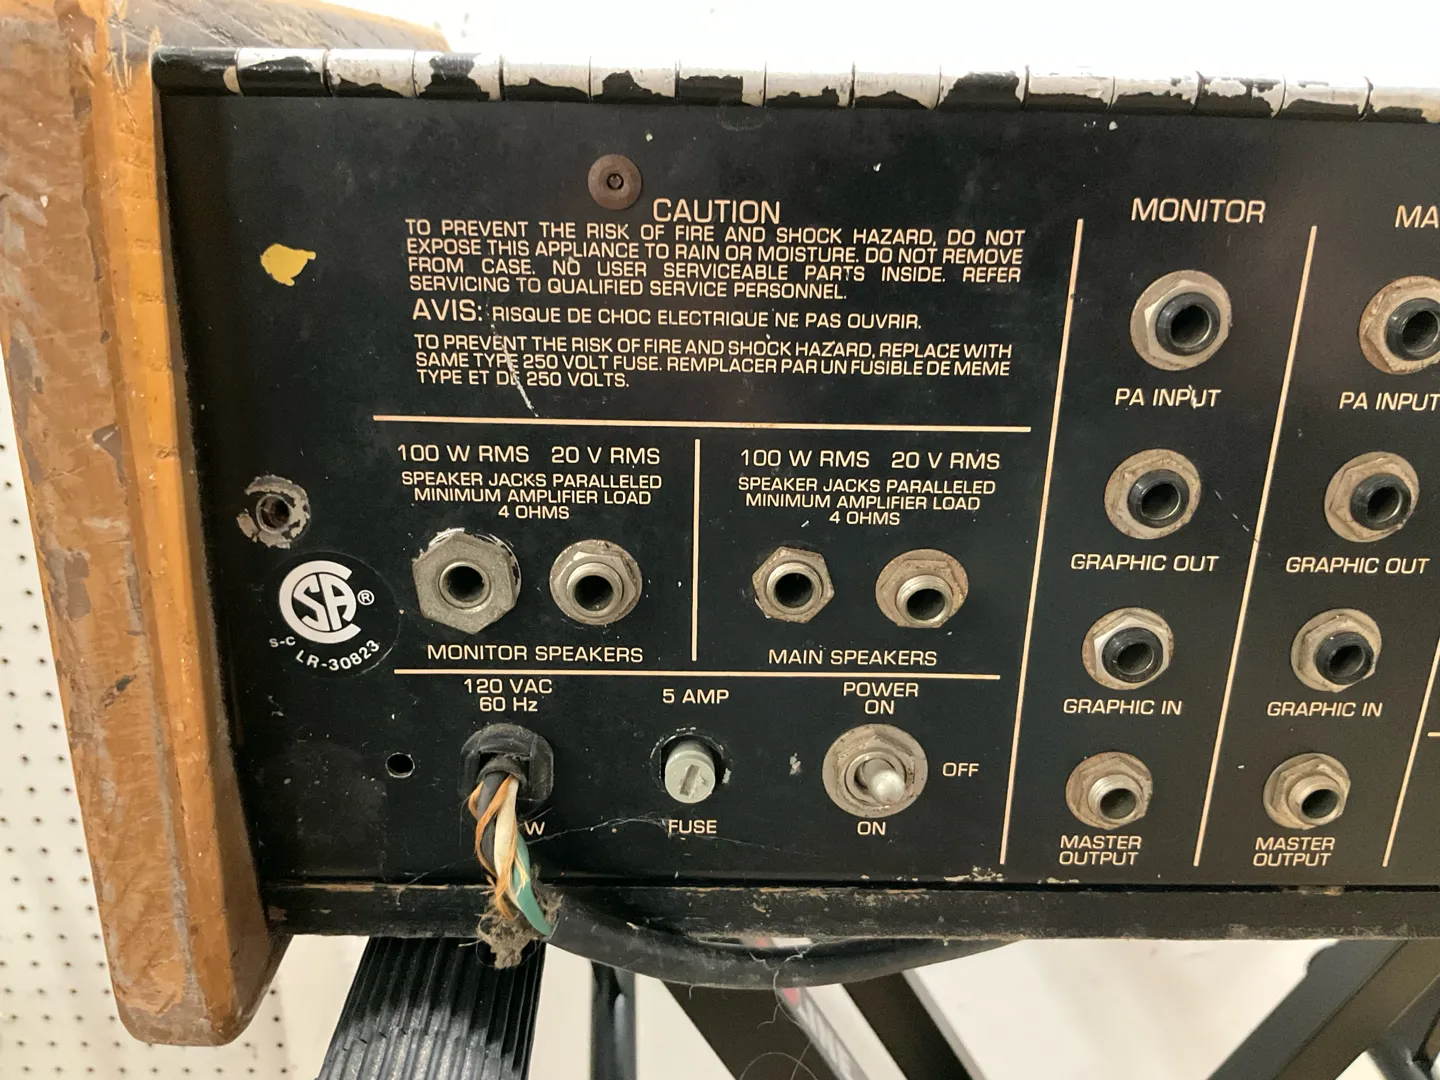 CAUTION
TO PREVENT THE RISK OF FIRE AND SHOCK HAZARD, DO NOT
EXPOSE THIS APPLIANCE TO RAIN OR MOISTURE. DO NOT REMOVE
FROM CASE. NO USER SERVICEABLE PARTS INSIDE. REFER
SERVICING TO QUALIFIED SERVICE PERSONNEL.
AVIS: RISQUE DE CHOC ELECTRIQUE NE PAS OUVRIR.
TO PREVENT THE RISK OF FIRE AND SHOCK HAZARD, REPLACE WITH
SAME TYPE 250 VOLT FUSE. REMPLACER PAR UN FUSIBLE DE MEME
TYPE ET DE 250 VOLTS.
100 W RMS 20 V RMS
SPEAKER JACKS PARALLELED
MINIMUM AMPLIFIER LOAD
4 OHMS
MONITOR SPEAKERS
100 W RMS 20 V RMS
SPEAKER JACKS PARALLELED
MINIMUM AMPLIFIER LOAD
4 OHMS
MAIN SPEAKERS
CSA®
S-C LR-30823
120 VAC
60 Hz
W
5 AMP
FUSE
POWER
ON
OFF
ON
MONITOR
PA INPUT
GRAPHIC OUT
GRAPHIC IN
MASTER
OUTPUT
MA
PA INPUT
GRAPHIC OUT
GRAPHIC IN
MASTER
OUTPUT